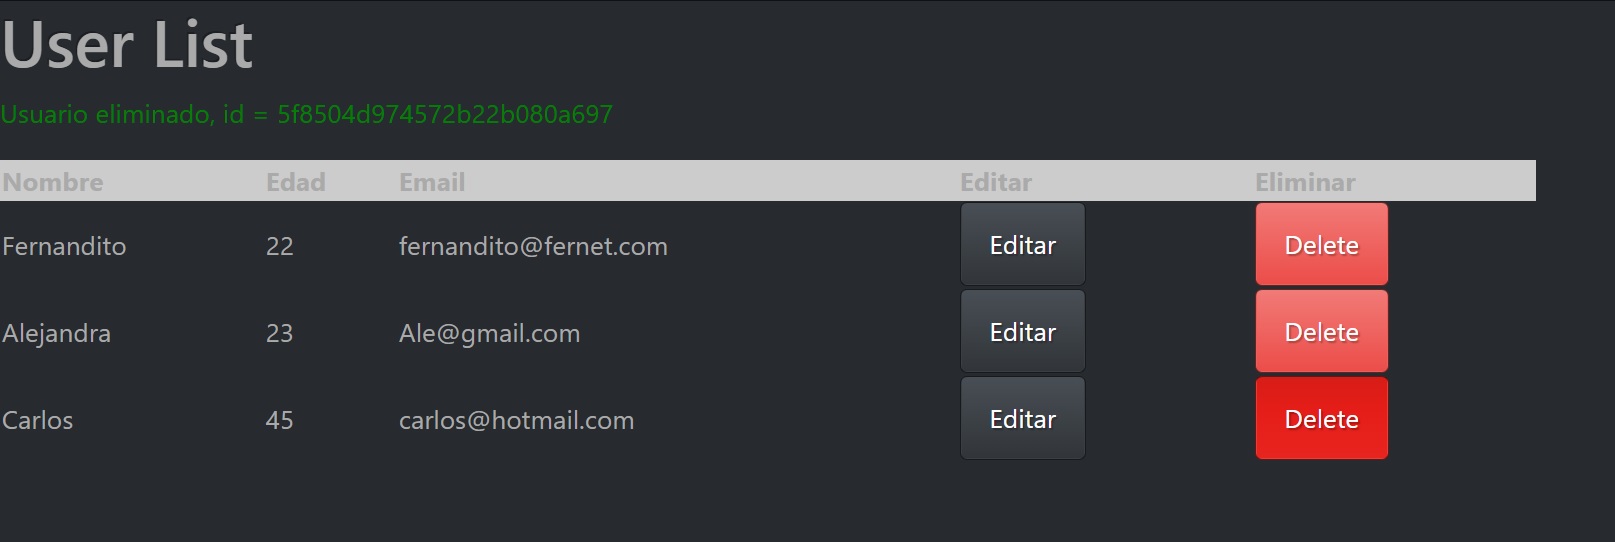 User List
Usuario eliminado, id = 5f8504d974572b22b080a697
Nombre Edad Email Editar Eliminar
Fernandito 22 fernandito@fernet.com Editar Delete
Alejandra 23 Ale@gmail.com Editar Delete
Carlos 45 carlos@hotmail.com Editar Delete